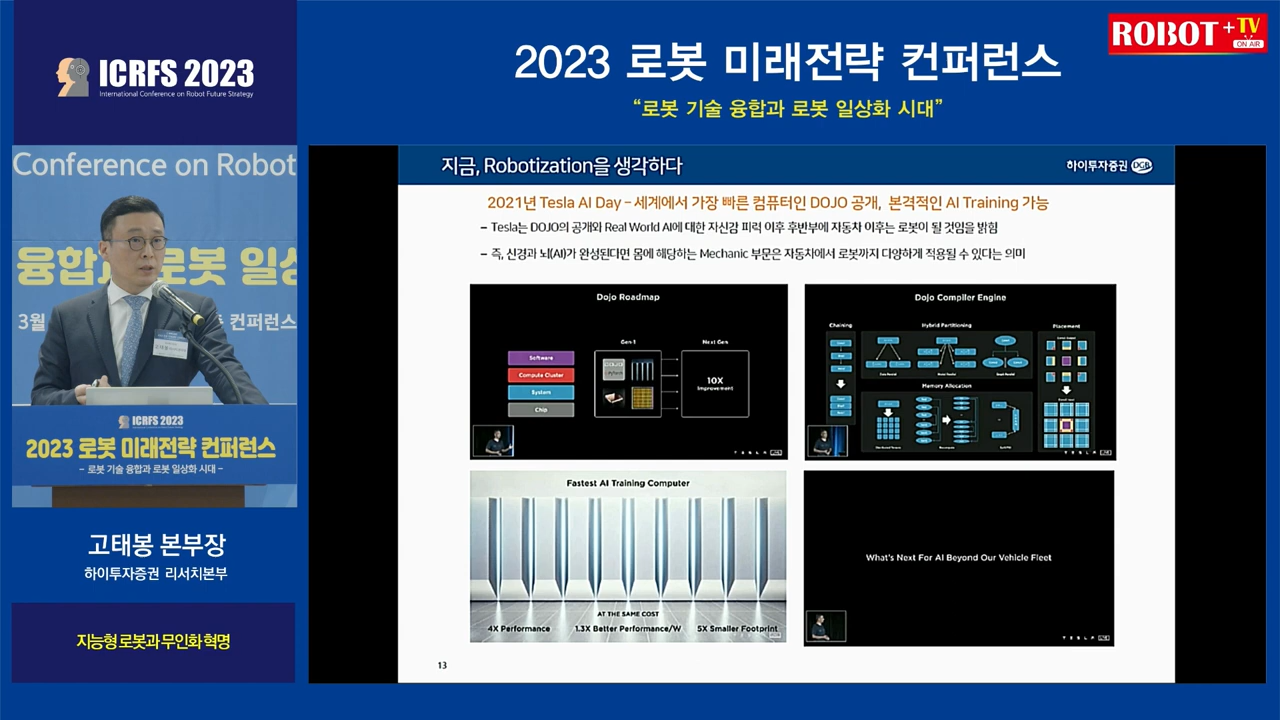 ICRFS 2023
International Conference on Robot Future Strategy
2023 로봇 미래전략 컨퍼런스
“로봇 기술 융합과 로봇 일상화 시대”
ROBOT+TV
ON AIR
Conference on Robot
융합과 로봇 일상
3월
컨퍼런스
ICRFS 2023
2023 로봇 미래전략 컨퍼런스
- 로봇 기술 융합과 로봇 일상화 시대 -
고태봉 본부장
하이투자증권 리서치본부
지능형 로봇과 무인화 혁명
지금, Robotization을 생각하다
하이투자증권 DGB
2021년 Tesla AI Day – 세계에서 가장 빠른 컴퓨터인 DOJO 공개, 본격적인 AI Training 가능
– Tesla는 DOJO의 공개와 Real World AI에 대한 자신감 피력 이후 후반부에 자동차 이후는 로봇이 될 것임을 밝힘
– 즉, 신경과 뇌(AI)가 완성된다면 몸에 해당하는 Mechanic 부문은 자동차에서 로봇까지 다양하게 적용될 수 있다는 의미
Dojo Roadmap
Gen 1
Next Gen
Software
Compute Cluster
System
Chip
10X
Improvement
TESLA LIVE
Dojo Compiler Engine
Chaining
Hybrid Partitioning
Placement
Memory Allocation
TESLA LIVE
Fastest AI Training Computer
AT THE SAME COST
4X Performance
1.3X Better Performance/W
5X Smaller Footprint
What's Next For AI Beyond Our Vehicle Fleet
TESLA LIVE
13